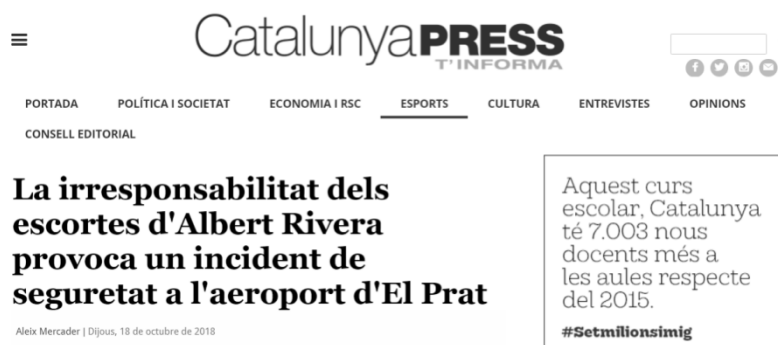 CatalunyaPRESS
T'INFORMA
PORTADA POLÍTICA I SOCIETAT ECONOMIA I RSC ESPORTS CULTURA ENTREVISTES OPINIONS
CONSELL EDITORIAL
La irresponsabilitat dels
escortes d'Albert Rivera
provoca un incident de
seguretat a l'aeroport d'El Prat
Aleix Mercader | Dijous, 18 de octubre de 2018
Aquest curs
escolar, Catalunya
té 7.003 nous
docents més a
les aules respecte
del 2015.
#Setmilionsimig